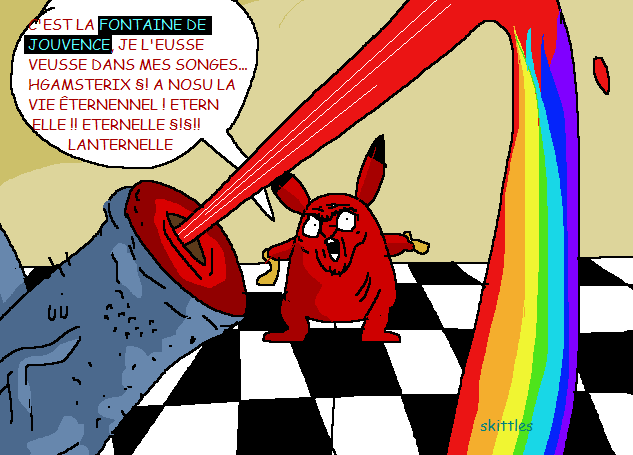 C'EST LA FONTAINE DE
JOUVENCE, JE L'EUSSE
VEUSSE DANS MES SONGES...
HGAMSTERIX §! A NOSU LA
VIE ÊTERNENNEL ! ETERN
ELLE !! ETERNELLE §!§!!
LANTERNELLE
skittles